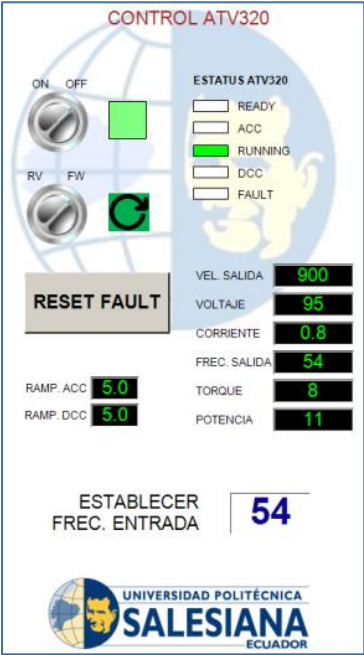 CONTROL ATV320
ON OFF
ESTATUS ATV320
READY
ACC
RUNNING
DCC
FAULT
RV FW
RESET FAULT
VEL. SALIDA 900
VOLTAJE 95
CORRIENTE 0.8
FREC. SALIDA 54
TORQUE 8
POTENCIA 11
RAMP. ACC 5.0
RAMP. DCC 5.0
ESTABLECER
FREC. ENTRADA 54
UNIVERSIDAD POLITÉCNICA
SALESIANA
ECUADOR